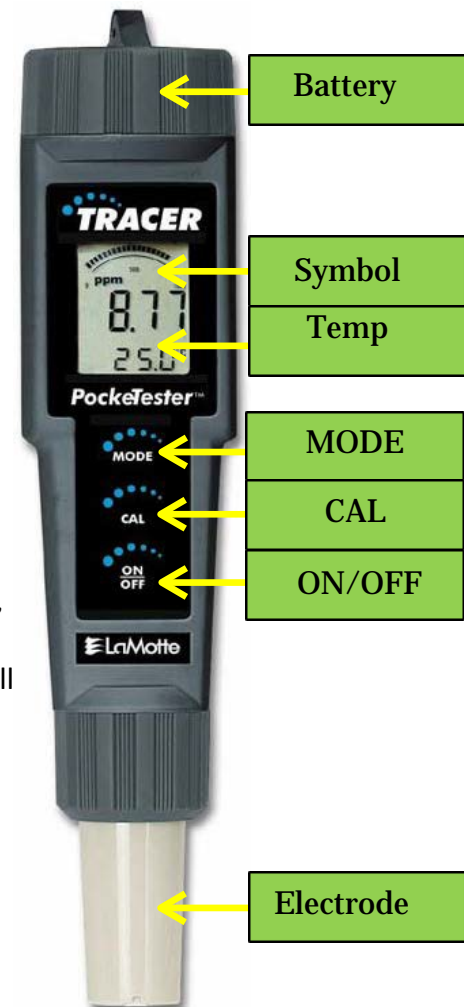 Battery
TRACER
Symbol
ppm
8.77
Temp
25.0°
PockeTester™
MODE
MODE
CAL
CAL
ON
OFF
ON/OFF
LaMotte
ll
Electrode